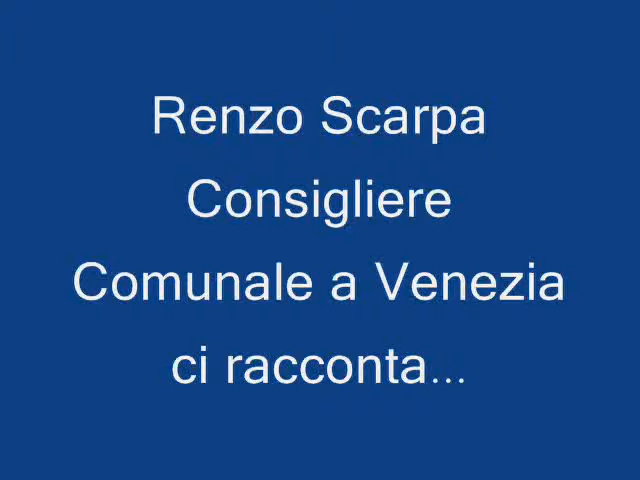 Renzo Scarpa
Consigliere
Comunale a Venezia
ci racconta...